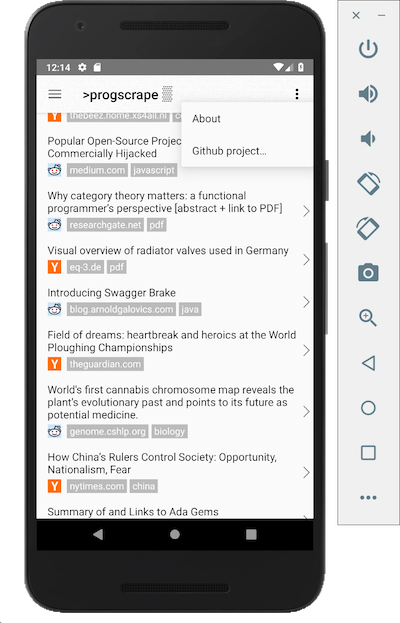 12:14
>progscrape
About
Github project...
thebeez.home.xs4all.nl
Popular Open-Source Projec
Commercially Hijacked
medium.com javascript
Why category theory matters: a functional
programmer's perspective [abstract + link to PDF]
researchgate.net pdf
Visual overview of radiator valves used in Germany
eq-3.de pdf
Introducing Swagger Brake
blog.arnoldgalovics.com java
Field of dreams: heartbreak and heroics at the World
Ploughing Championships
theguardian.com
World's first cannabis chromosome map reveals the
plant's evolutionary past and points to its future as
potential medicine.
genome.cshlp.org biology
How China's Rulers Control Society: Opportunity,
Nationalism, Fear
nytimes.com china
Summary of and Links to Ada Gems